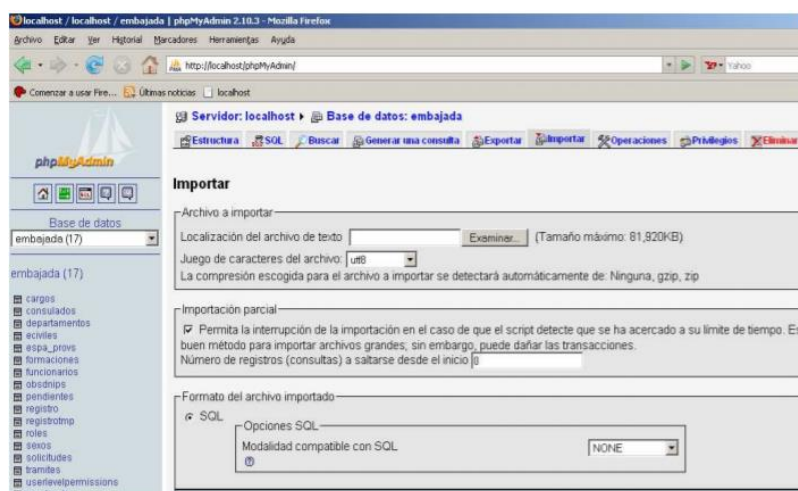 localhost / localhost / embajada | phpMyAdmin 2.10.3 - Mozilla Firefox
Archivo Editar Ver Historial Marcadores Herramientas Ayuda
http://localhost/phpMyAdmin/
Yahoo
Comenzar a usar Fire... Últimas noticias localhost
phpMyAdmin
Base de datos
embajada (17)
embajada (17)
cargos
consulados
departamentos
eciviles
espa_provs
formaciones
funcionarios
obsdnips
pendientes
registro
registrotmp
roles
sexos
solicitudes
tramites
userlevelpermissions
Servidor: localhost Base de datos: embajada
Estructura SQL Buscar Generar una consulta Exportar Importar Operaciones Privilegios Eliminar
Importar
Archivo a importar
Localización del archivo de texto Examinar... (Tamaño máximo: 81,920KB)
Juego de caracteres del archivo: utf8
La compresión escogida para el archivo a importar se detectará automáticamente de: Ninguna, gzip, zip
Importación parcial
Permita la interrupción de la importación en el caso de que el script detecte que se ha acercado a su límite de tiempo. Es
buen método para importar archivos grandes; sin embargo, puede dañar las transacciones.
Número de registros (consultas) a saltarse desde el inicio 0
Formato del archivo importado
SQL
Opciones SQL
Modalidad compatible con SQL NONE